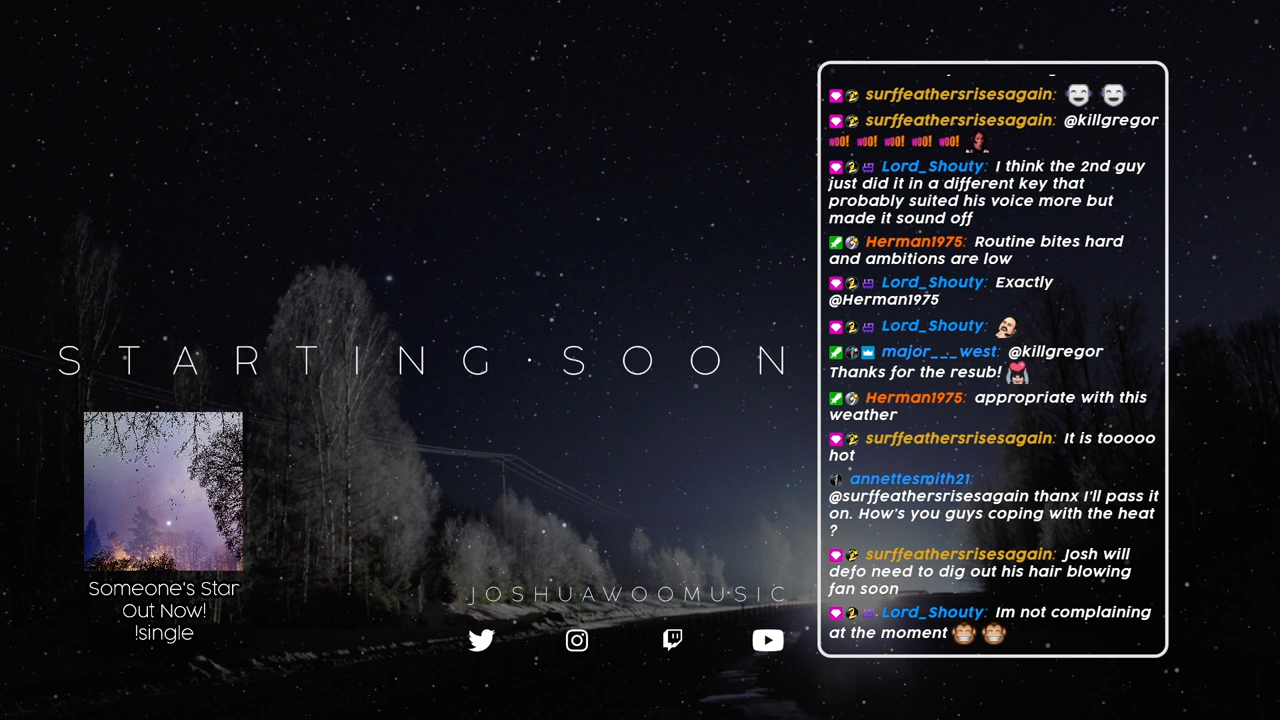 STARTING SOON
Someone's Star
Out Now!
!single
JOSHUAWOOMUSIC
surffeathersrisesagain:
surffeathersrisesagain: @killgregor
WOO! WOO! WOO! WOO! WOO!
Lord_Shouty: I think the 2nd guy
just did it in a different key that
probably suited his voice more but
made it sound off
Herman1975: Routine bites hard
and ambitions are low
Lord_Shouty: Exactly
@Herman1975
Lord_Shouty:
major___west: @killgregor
Thanks for the resub!
Herman1975: appropriate with this
weather
surffeathersrisesagain: It is tooooo
hot
annettesmith21:
@surffeathersrisesagain thanx I'll pass it
on. How's you guys coping with the heat
?
surffeathersrisesagain: Josh will
defo need to dig out his hair blowing
fan soon
Lord_Shouty: Im not complaining
at the moment